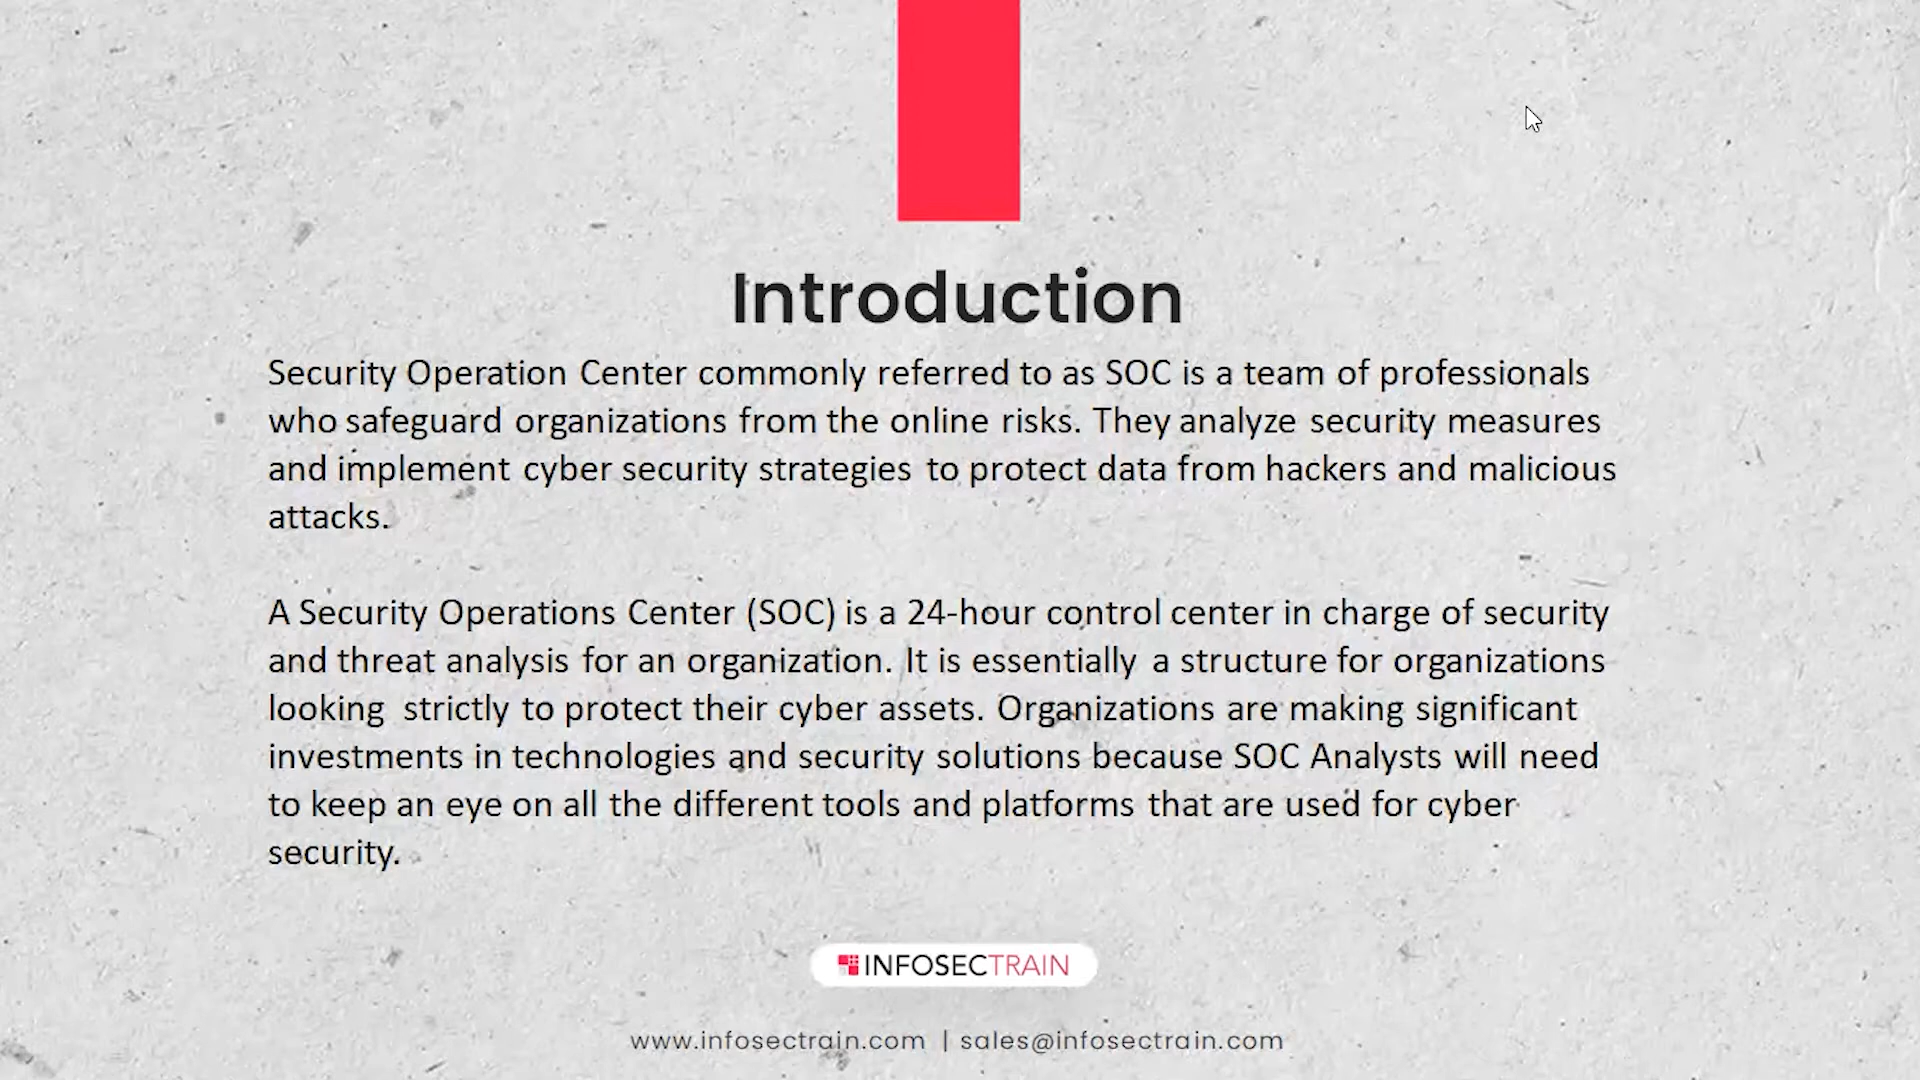 Introduction
Security Operation Center commonly referred to as SOC is a team of professionals
who safeguard organizations from the online risks. They analyze security measures
and implement cyber security strategies to protect data from hackers and malicious
attacks.
A Security Operations Center (SOC) is a 24-hour control center in charge of security
and threat analysis for an organization. It is essentially a structure for organizations
looking strictly to protect their cyber assets. Organizations are making significant
investments in technologies and security solutions because SOC Analysts will need
to keep an eye on all the different tools and platforms that are used for cyber
security.
INFOSECTRAIN
www.infosectrain.com | sales@infosectrain.com